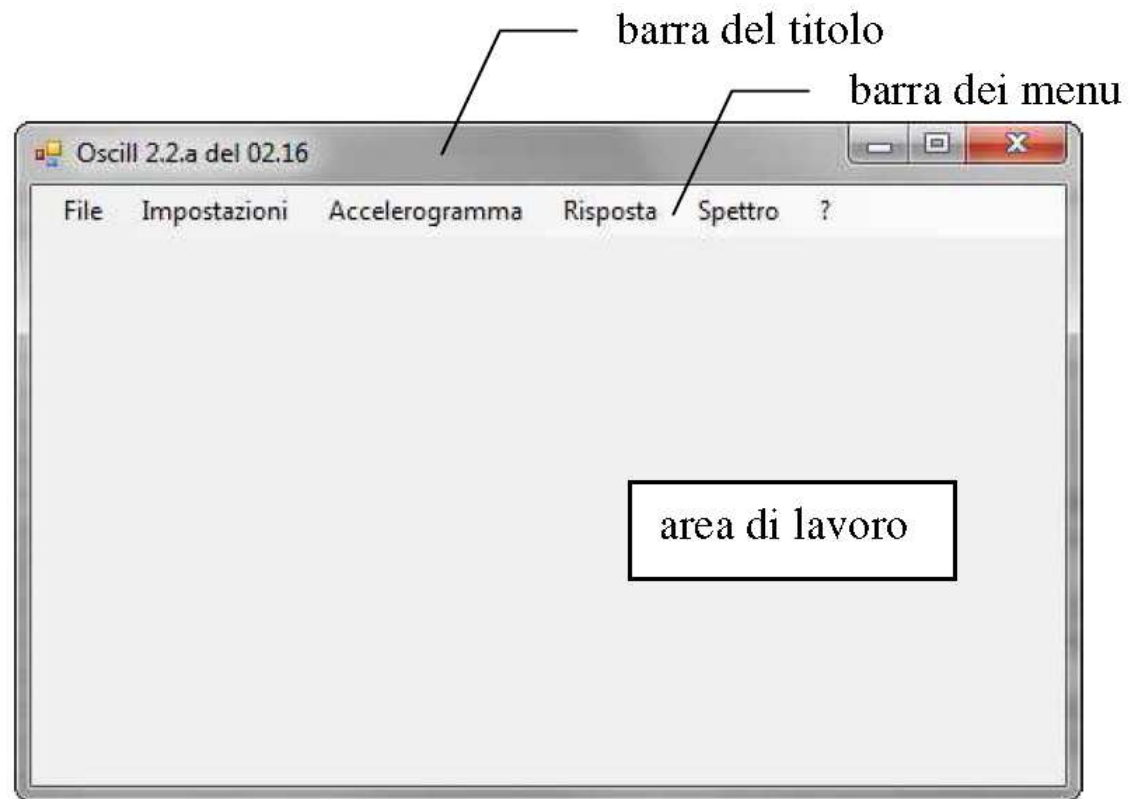 barra del titolo
barra dei menu
Oscill 2.2.a del 02.16
File Impostazioni Accelerogramma Risposta Spettro ?
area di lavoro